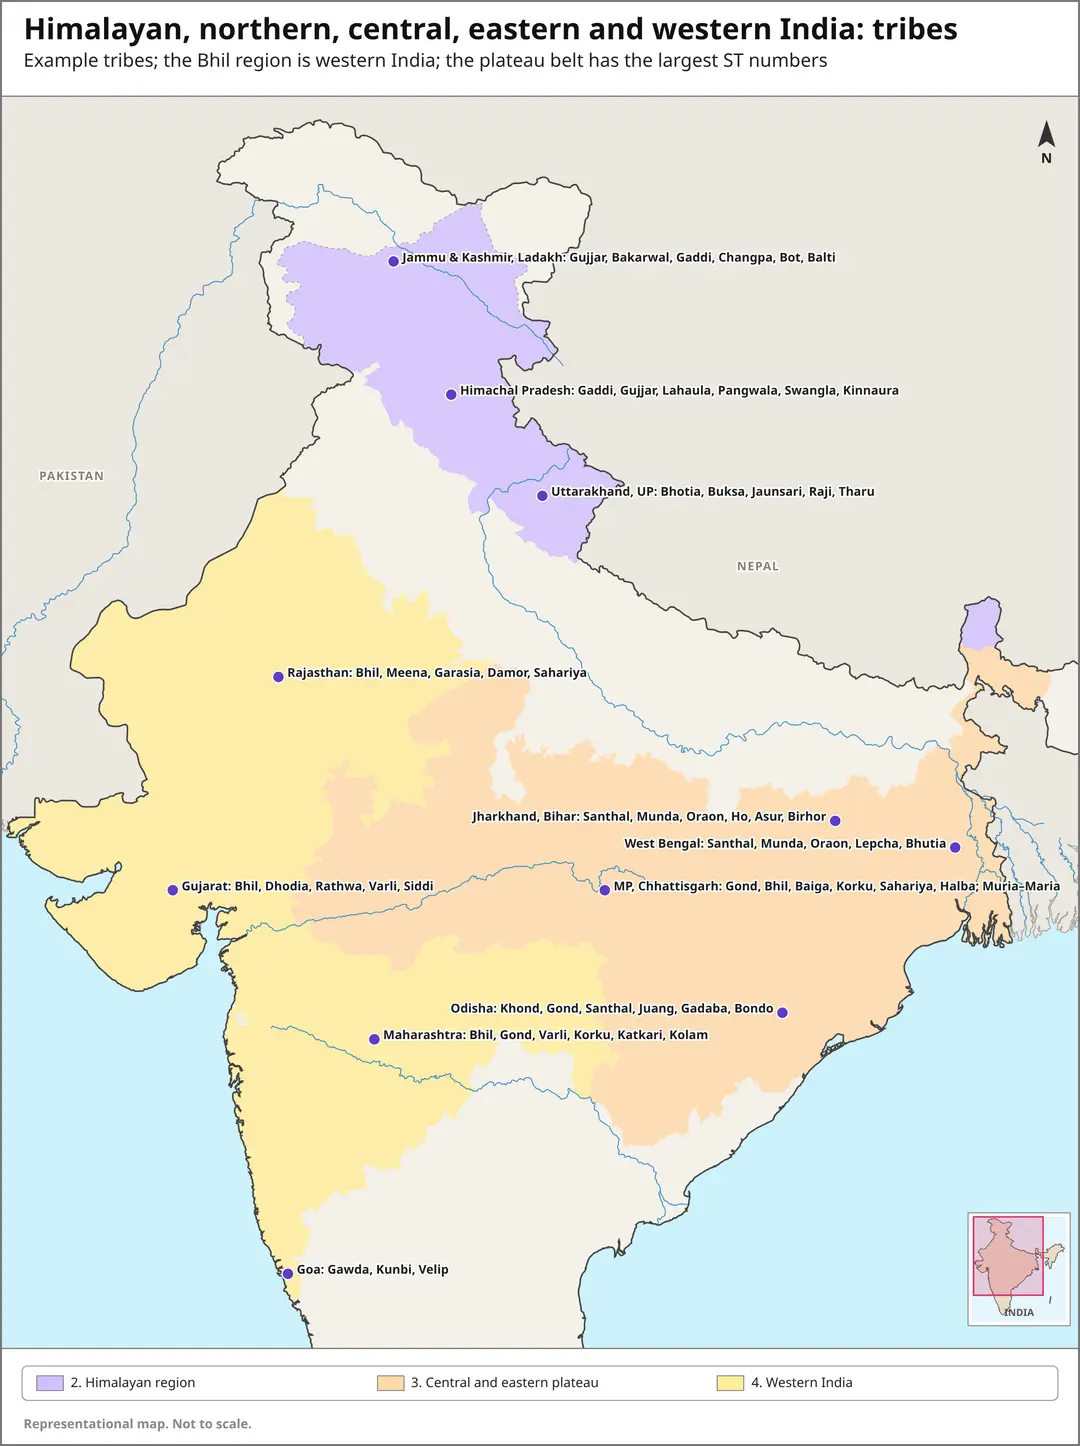 Himalayan, northern, central, eastern and western India: tribes
Example tribes; the Bhil region is western India; the plateau belt has the largest ST numbers
N
Jammu & Kashmir, Ladakh: Gujjar, Bakarwal, Gaddi, Changpa, Bot, Balti
Himachal Pradesh: Gaddi, Gujjar, Lahaula, Pangwala, Swangla, Kinnaura
PAKISTAN
Uttarakhand, UP: Bhotia, Buksa, Jaunsari, Raji, Tharu
NEPAL
Rajasthan: Bhil, Meena, Garasia, Damor, Sahariya
Jharkhand, Bihar: Santhal, Munda, Oraon, Ho, Asur, Birhor
West Bengal: Santhal, Munda, Oraon, Lepcha, Bhutia
Gujarat: Bhil, Dhodia, Rathwa, Varli, Siddi
MP, Chhattisgarh: Gond, Bhil, Baiga, Korku, Sahariya, Halba; Muria–Maria
Odisha: Khond, Gond, Santhal, Juang, Gadaba, Bondo
Maharashtra: Bhil, Gond, Varli, Korku, Katkari, Kolam
Goa: Gawda, Kunbi, Velip
INDIA
2. Himalayan region
3. Central and eastern plateau
4. Western India
Representational map. Not to scale.